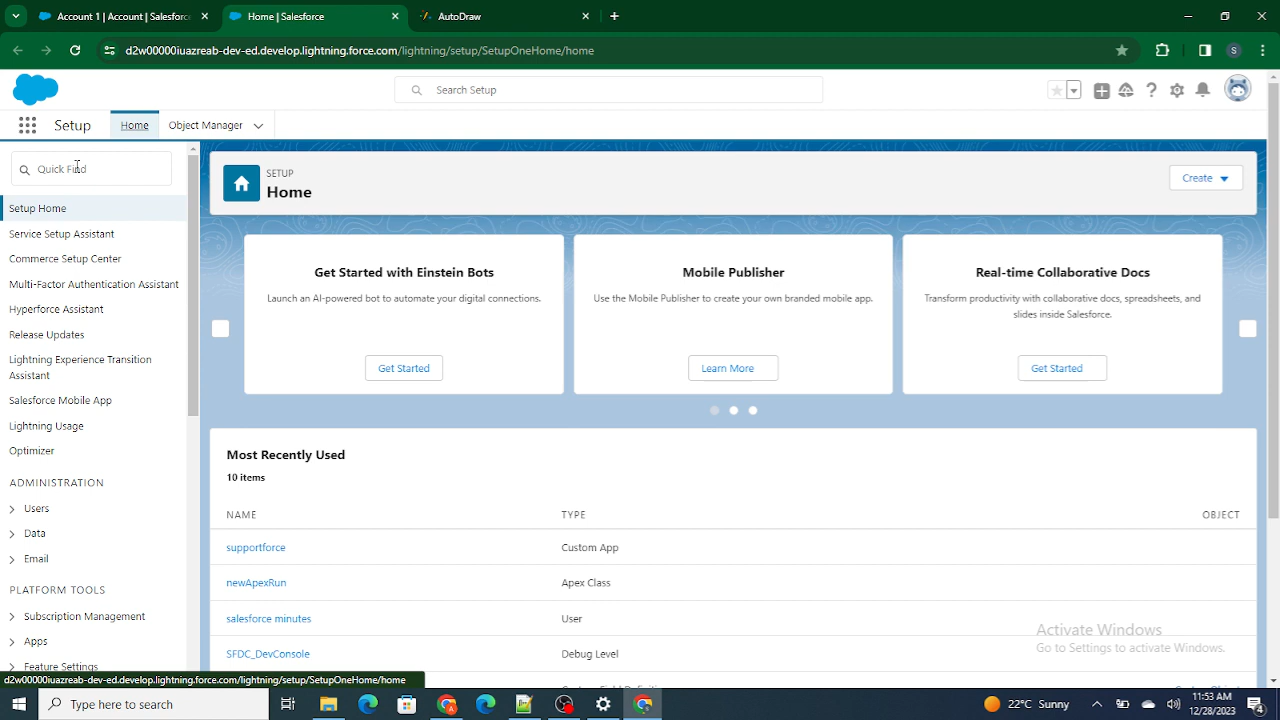 Account 1 | Account | Salesforc
Home | Salesforce
AutoDraw
d2w00000iuazreab-dev-ed.develop.lightning.force.com/lightning/setup/SetupOneHome/home
S
Search Setup
Setup
Home
Object Manager
Quick Find
Setup Home
Service Setup Assistant
Commerce Setup Center
Multi-Factor Authentication Assistant
Hyperforce Assistant
Release Updates
Lightning Experience Transition
Assistant
Salesforce Mobile App
Lightning Usage
Optimizer
ADMINISTRATION
Users
Data
Email
PLATFORM TOOLS
Subscription Management
Apps
Feature Settings
SETUP
Home
Create
Get Started with Einstein Bots
Launch an AI-powered bot to automate your digital connections.
Get Started
Mobile Publisher
Use the Mobile Publisher to create your own branded mobile app.
Learn More
Real-time Collaborative Docs
Transform productivity with collaborative docs, spreadsheets, and
slides inside Salesforce.
Get Started
Most Recently Used
10 items
NAME TYPE OBJECT
supportforce Custom App
newApexRun Apex Class
salesforce minutes User
SFDC_DevConsole Debug Level
Activate Windows
Go to Settings to activate Windows.
d2w00000iuazreab-dev-ed.develop.lightning.force.com/lightning/setup/SetupOneHome/home
Type here to search
22°C Sunny
11:53 AM
12/28/2023
4